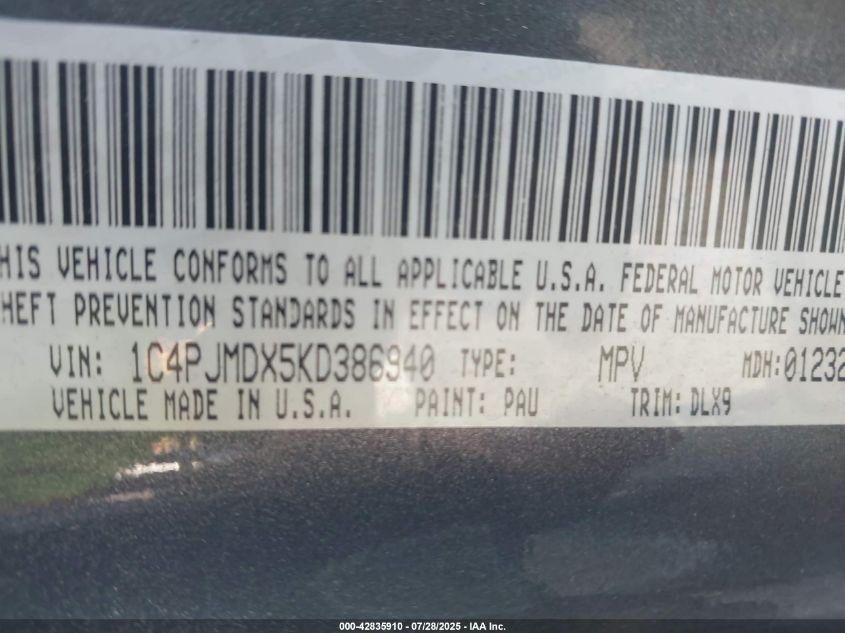 HIS VEHICLE CONFORMS TO ALL APPLICABLE U.S.A. FEDERAL MOTOR VEHICLE
HEFT PREVENTION STANDARDS IN EFFECT ON THE DATE OF MANUFACTURE SHOWN
VIN: 1C4PJMDX5KD386940 TYPE: MPV MDH:01232
VEHICLE MADE IN U.S.A. PAINT: PAU TRIM: DLX9
000-42835910 - 07/28/2025 - IAA Inc.